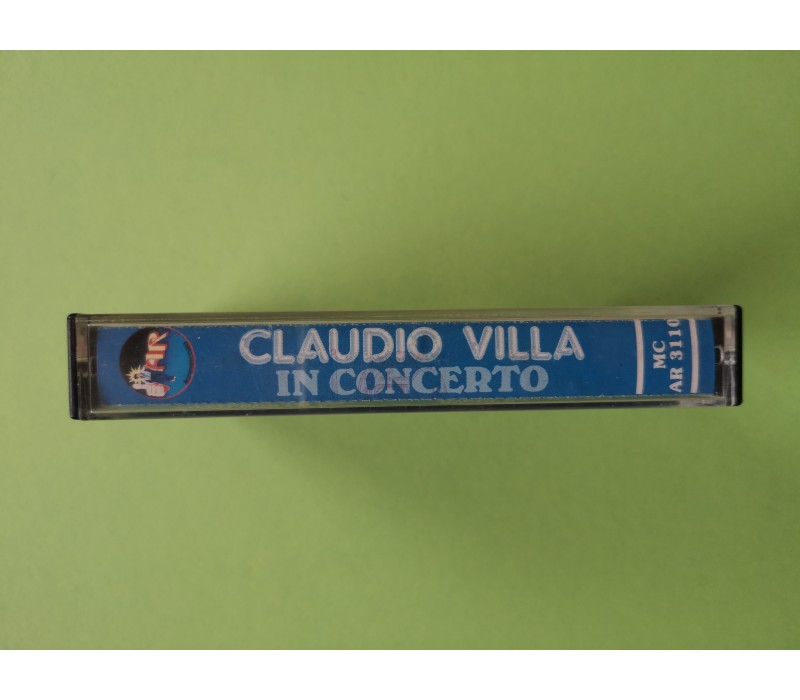 AR
CLAUDIO VILLA
IN CONCERTO
MC
AR 3110